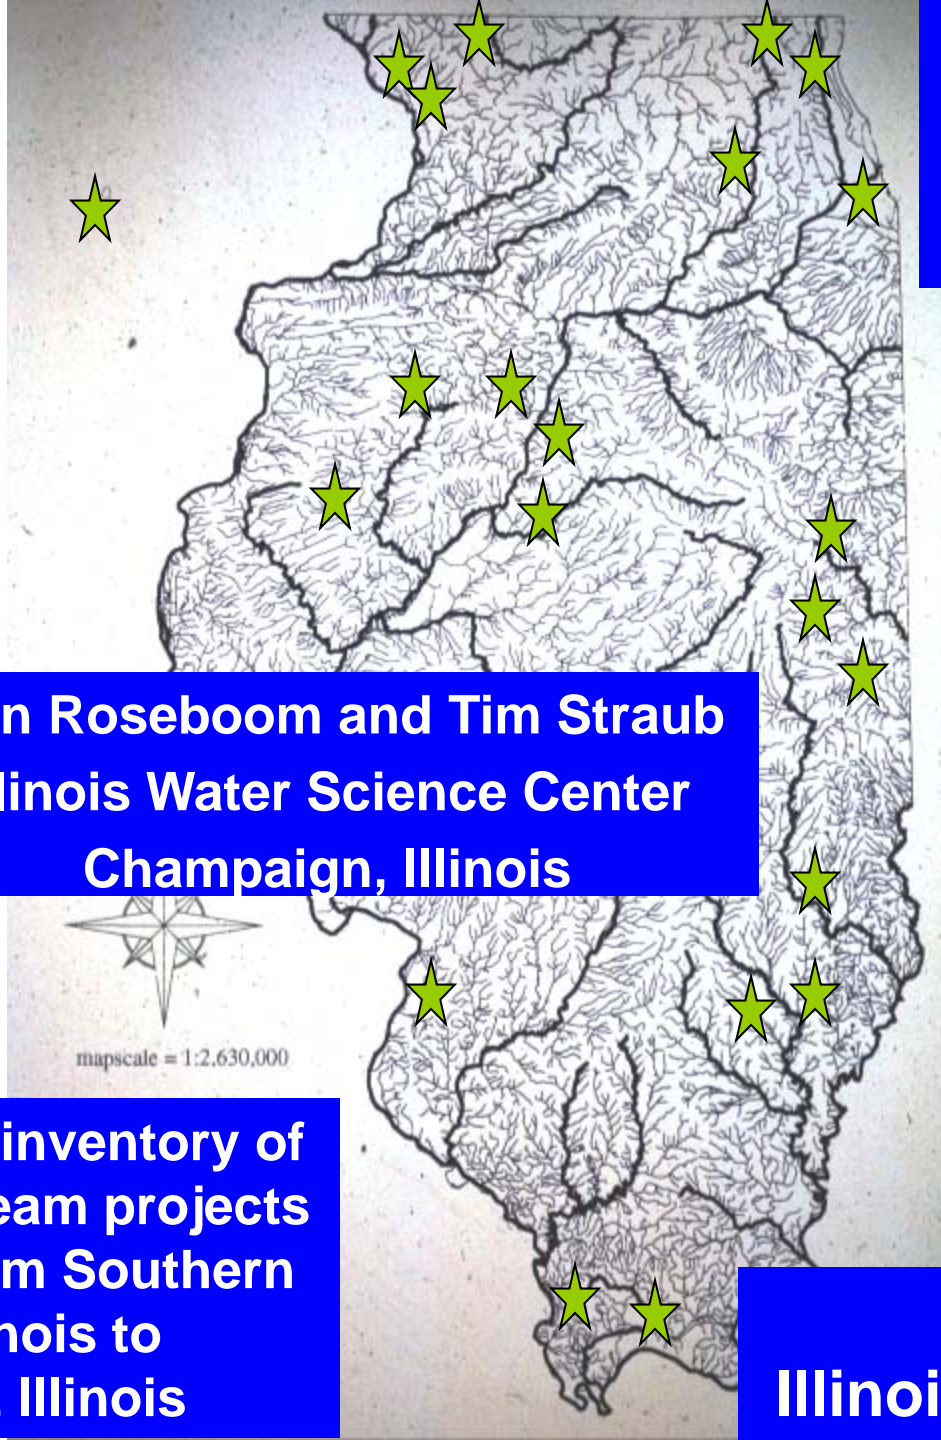 n Roseboom and Tim Straub
linois Water Science Center
Champaign, Illinois
mapscale = 1:2,630,000
inventory of
eam projects
m Southern
nois to
. Illinois
Illinoi